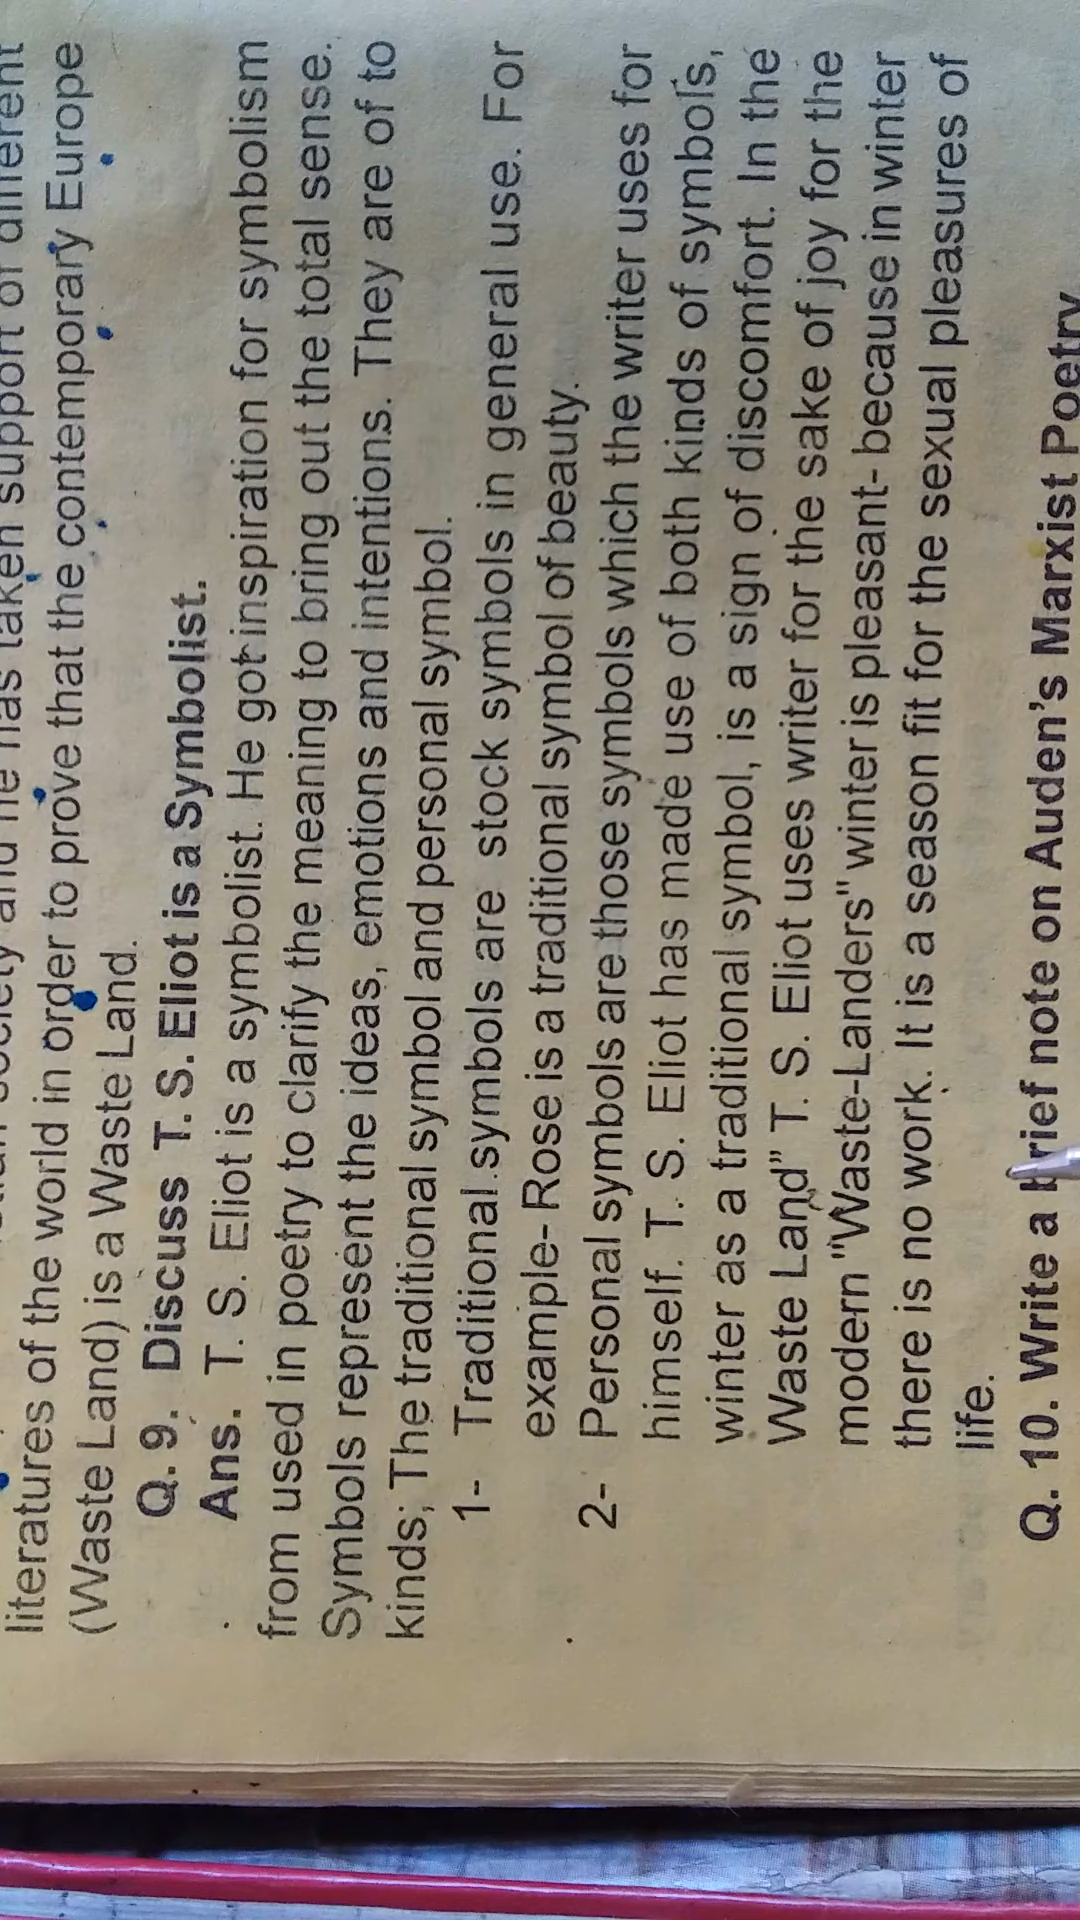 literatures of the world in order to prove that the contemporary Europe
(Waste Land) is a Waste Land.
Q. 9. Discuss T. S. Eliot is a Symbolist.
Ans. T. S. Eliot is a symbolist. He got inspiration for symbolism
from used in poetry to clarify the meaning to bring out the total sense.
Symbols represent the ideas, emotions and intentions. They are of to
kinds; The traditional symbol and personal symbol.
1- Traditional symbols are stock symbols in general use. For
example- Rose is a traditional symbol of beauty.
2- Personal symbols are those symbols which the writer uses for
himself. T. S. Eliot has made use of both kinds of symbols,
winter as a traditional symbol, is a sign of discomfort. In the
Waste Land" T. S. Eliot uses writer for the sake of joy for the
modern "Waste-Landers" winter is pleasant- because in winter
there is no work. It is a season fit for the sexual pleasures of
life.
Q. 10. Write a brief note on Auden's Marxist Poetry